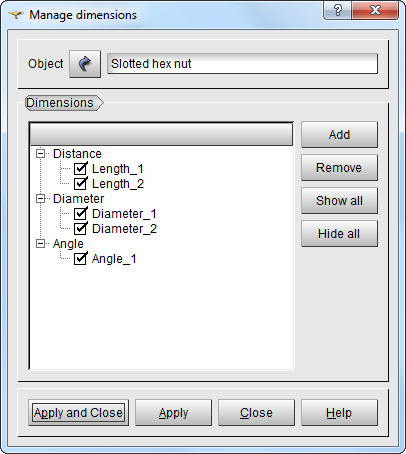 Manage dimensions
?
Object
Slotted hex nut
Dimensions
Distance
Length_1
Length_2
Diameter
Diameter_1
Diameter_2
Angle
Angle_1
Add
Remove
Show all
Hide all
Apply and Close
Apply
Close
Help